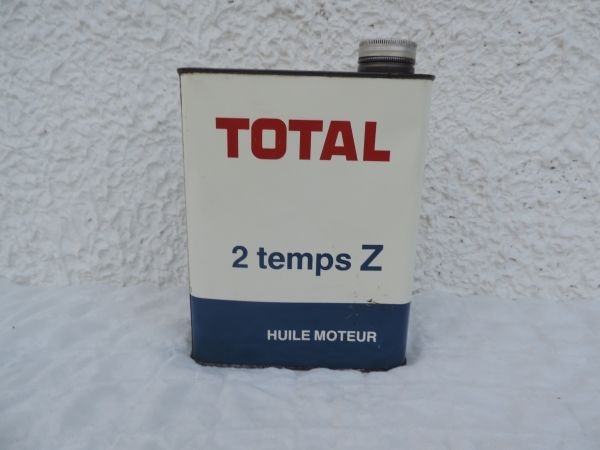 TOTAL
2 temps Z
HUILE MOTEUR